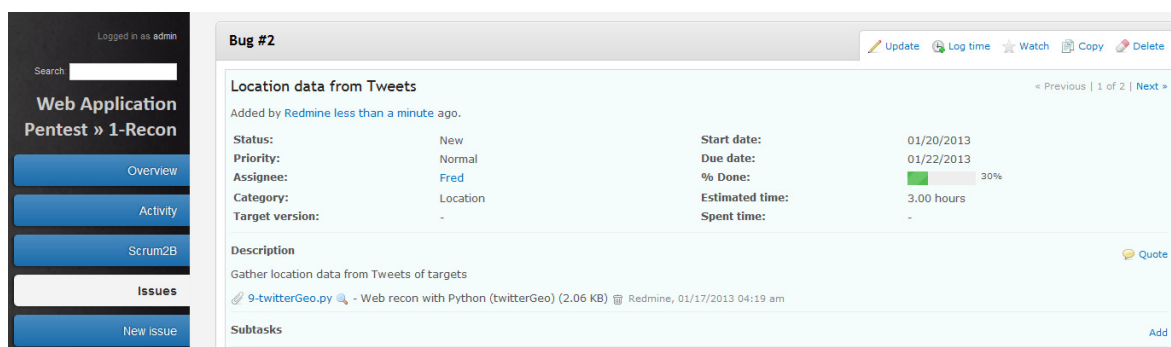 Logged in as admin
Search:
Web Application
Pentest » 1-Recon
Overview
Activity
Scrum2B
Issues
New issue
Bug #2
Update Log time Watch Copy Delete
Location data from Tweets
« Previous | 1 of 2 | Next »
Added by Redmine less than a minute ago.
Status: New Start date: 01/20/2013
Priority: Normal Due date: 01/22/2013
Assignee: Fred % Done: 30%
Category: Location Estimated time: 3.00 hours
Target version: - Spent time: -
Description Quote
Gather location data from Tweets of targets
9-twitterGeo.py - Web recon with Python (twitterGeo) (2.06 KB) Redmine, 01/17/2013 04:19 am
Subtasks Add